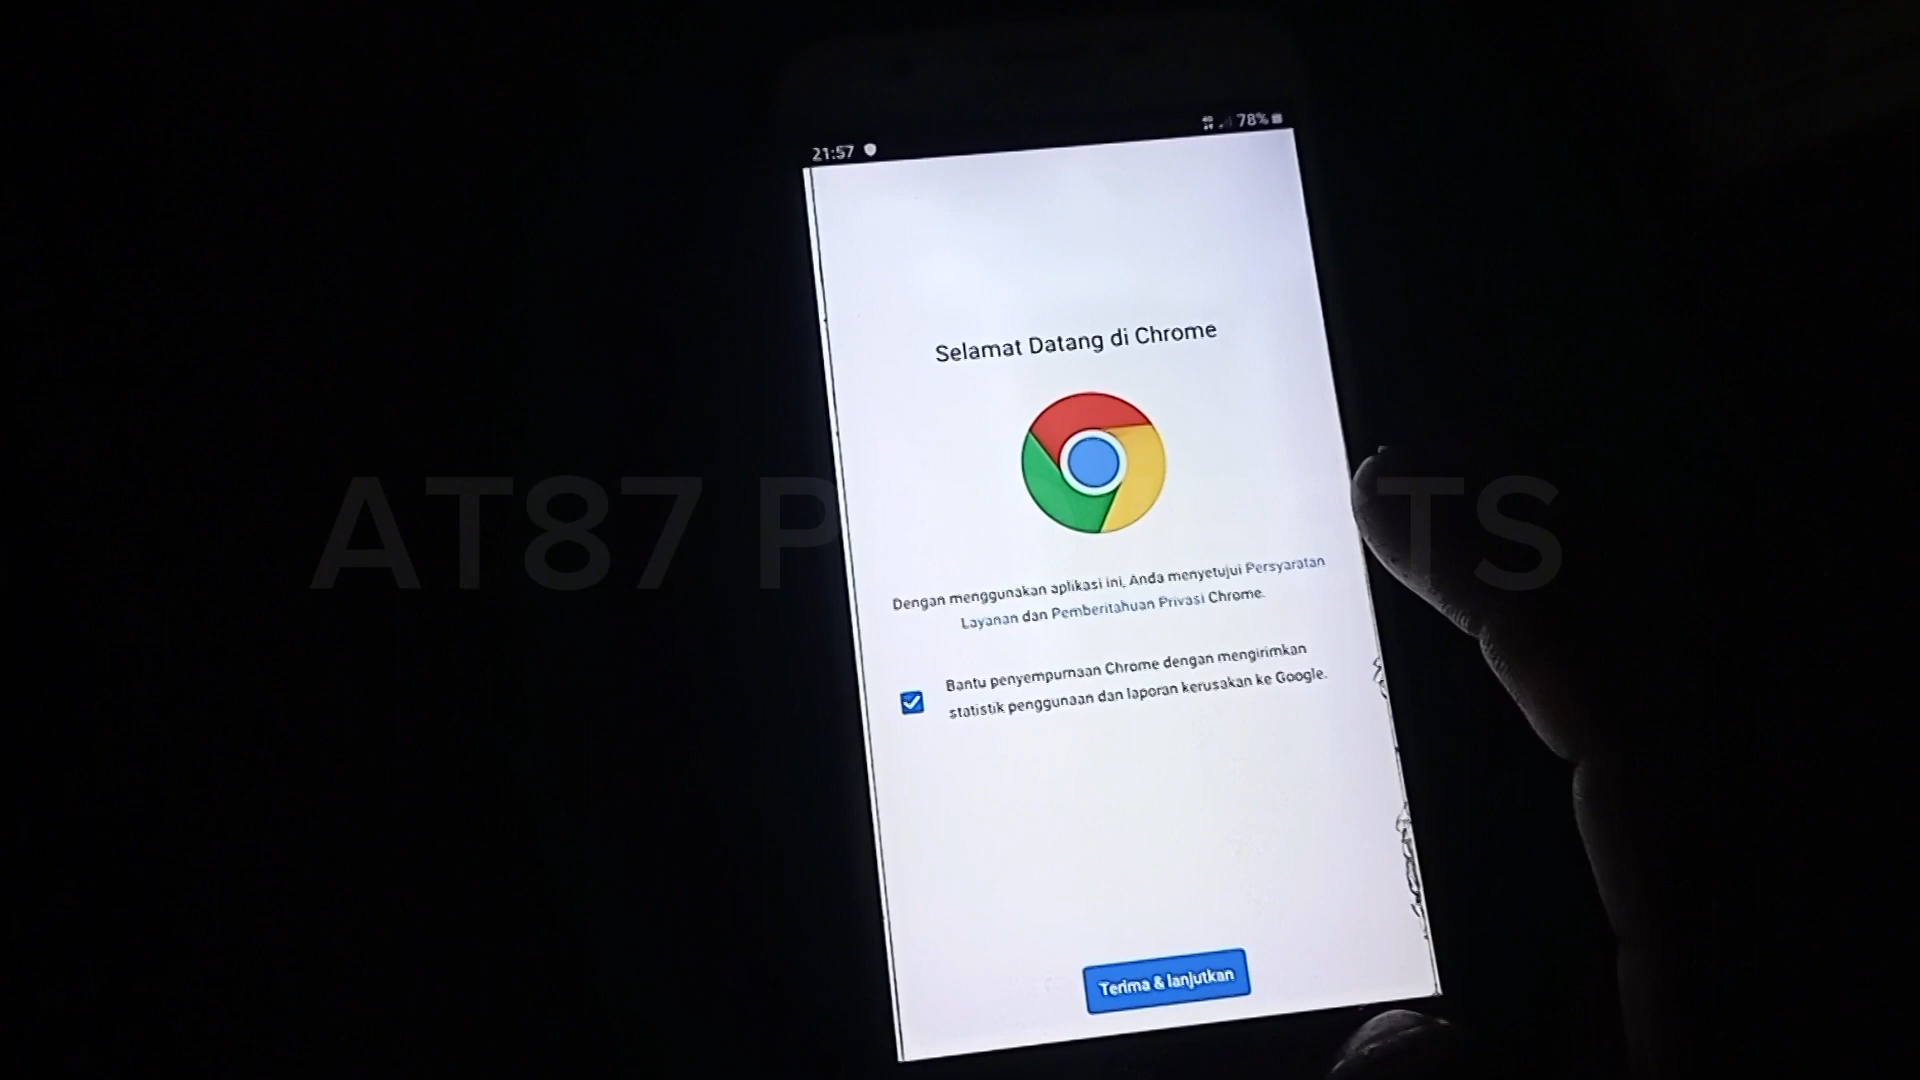 21:57
78%
Selamat Datang di Chrome
AT87 P TS
Dengan menggunakan aplikasi ini, Anda menyetujui Persyaratan
Layanan dan Pemberitahuan Privasi Chrome.
Bantu penyempurnaan Chrome dengan mengirimkan
statistik penggunaan dan laporan kerusakan ke Google.
Terima & lanjutkan